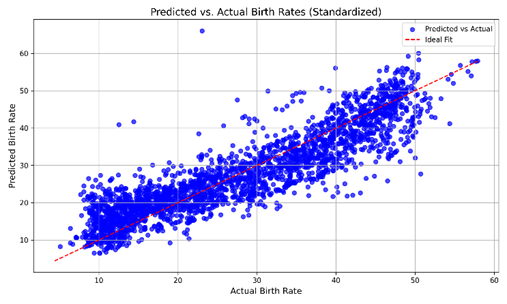 Predicted vs. Actual Birth Rates (Standardized)
Predicted vs Actual
Ideal Fit
Predicted Birth Rate
60
50
40
30
20
10
10
20
30
40
50
60
Actual Birth Rate